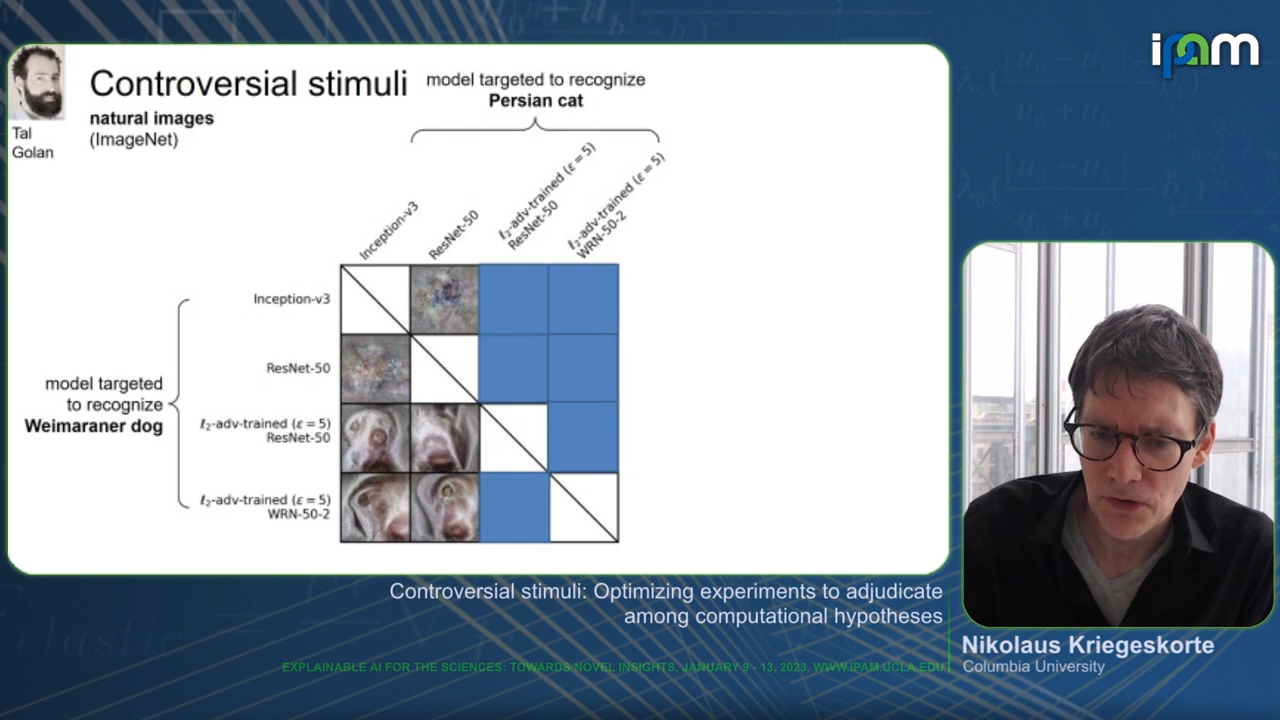 ipam
Controversial stimuli
natural images
(ImageNet)
Tal
Golan
model targeted to recognize
Persian cat
Inception-v3
ResNet-50
ℓ₂-adv-trained (ε = 5)
ResNet-50
ℓ₂-adv-trained (ε = 5)
WRN-50-2
Inception-v3
ResNet-50
ℓ₂-adv-trained (ε = 5)
ResNet-50
ℓ₂-adv-trained (ε = 5)
WRN-50-2
model targeted
to recognize
Weimaraner dog
Controversial stimuli: Optimizing experiments to adjudicate
among computational hypotheses
Nikolaus Kriegeskorte
Columbia University
EXPLAINABLE AI FOR THE SCIENCES: TOWARDS NOVEL INSIGHTS, JANUARY 9 - 13, 2023, WWW.IPAM.UCLA.EDU
elastic